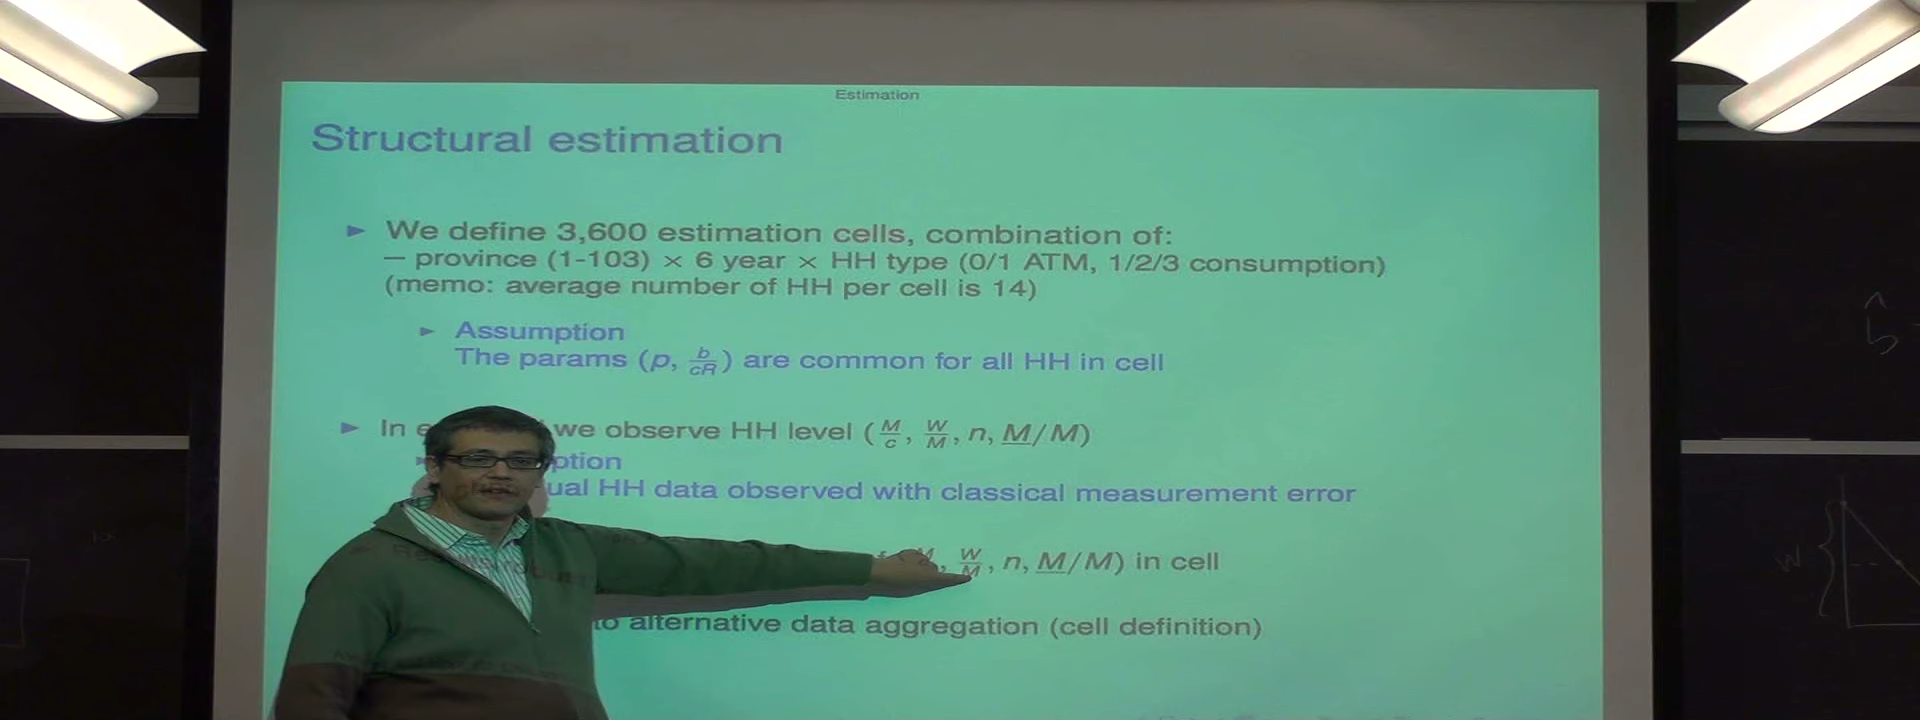 Estimation
Structural estimation
► We define 3,600 estimation cells, combination of:
— province (1-103) × 6 year × HH type (0/1 ATM, 1/2/3 consumption)
(memo: average number of HH per cell is 14)
► Assumption
The params (p, b/cR) are common for all HH in cell
► In we observe HH level (M/c, W/M, n, M/M)
HH data observed with classical measurement error
W/M, n, M/M) in cell
to alternative data aggregation (cell definition)
W